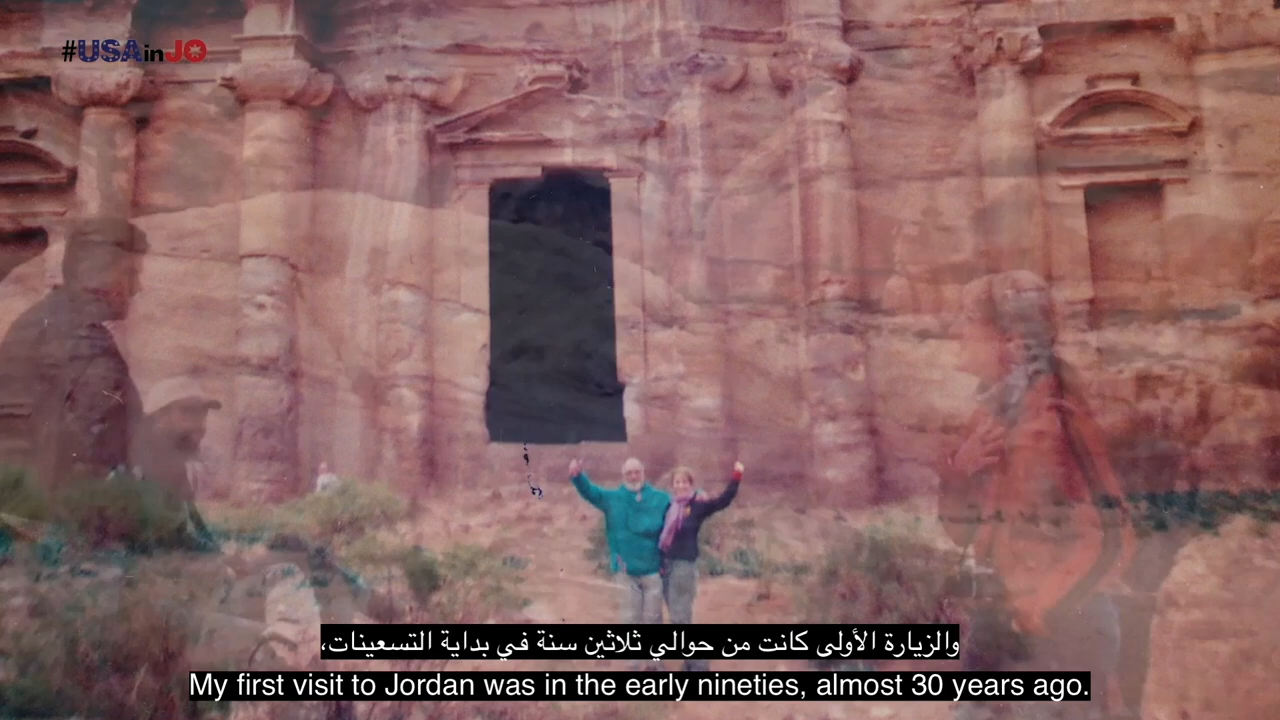 #USAinJO
والزيارة الأولى كانت من حوالي ثلاثين سنة في بداية التسعينات،
My first visit to Jordan was in the early nineties, almost 30 years ago.